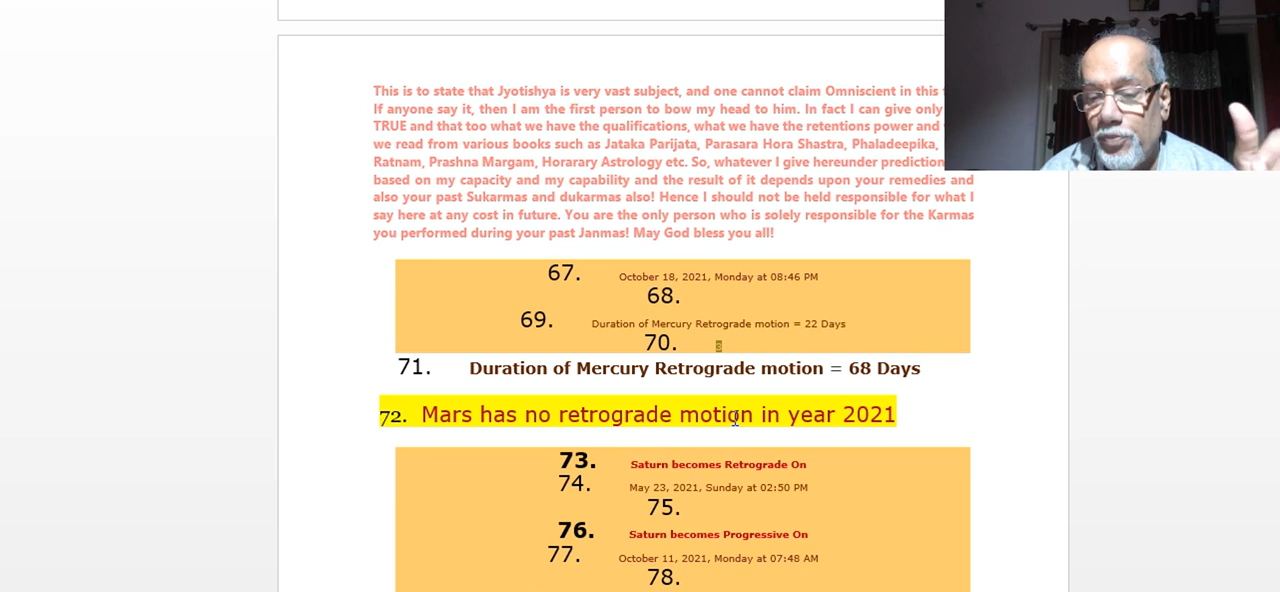 This is to state that Jyotishya is very vast subject, and one cannot claim Omniscient in this
If anyone say it, then I am the first person to bow my head to him. In fact I can give only
TRUE and that too what we have the qualifications, what we have the retentions power and
we read from various books such as Jataka Parijata, Parasara Hora Shastra, Phaladeepika,
Ratnam, Prashna Margam, Horarary Astrology etc. So, whatever I give hereunder prediction
based on my capacity and my capability and the result of it depends upon your remedies and
also your past Sukarmas and dukarmas also! Hence I should not be held responsible for what I
say here at any cost in future. You are the only person who is solely responsible for the Karmas
you performed during your past Janmas! May God bless you all!
67. October 18, 2021, Monday at 08:46 PM
68.
69. Duration of Mercury Retrograde motion = 22 Days
70.
71. Duration of Mercury Retrograde motion = 68 Days
72. Mars has no retrograde motion in year 2021
73. Saturn becomes Retrograde On
74. May 23, 2021, Sunday at 02:50 PM
75.
76. Saturn becomes Progressive On
77. October 11, 2021, Monday at 07:48 AM
78.